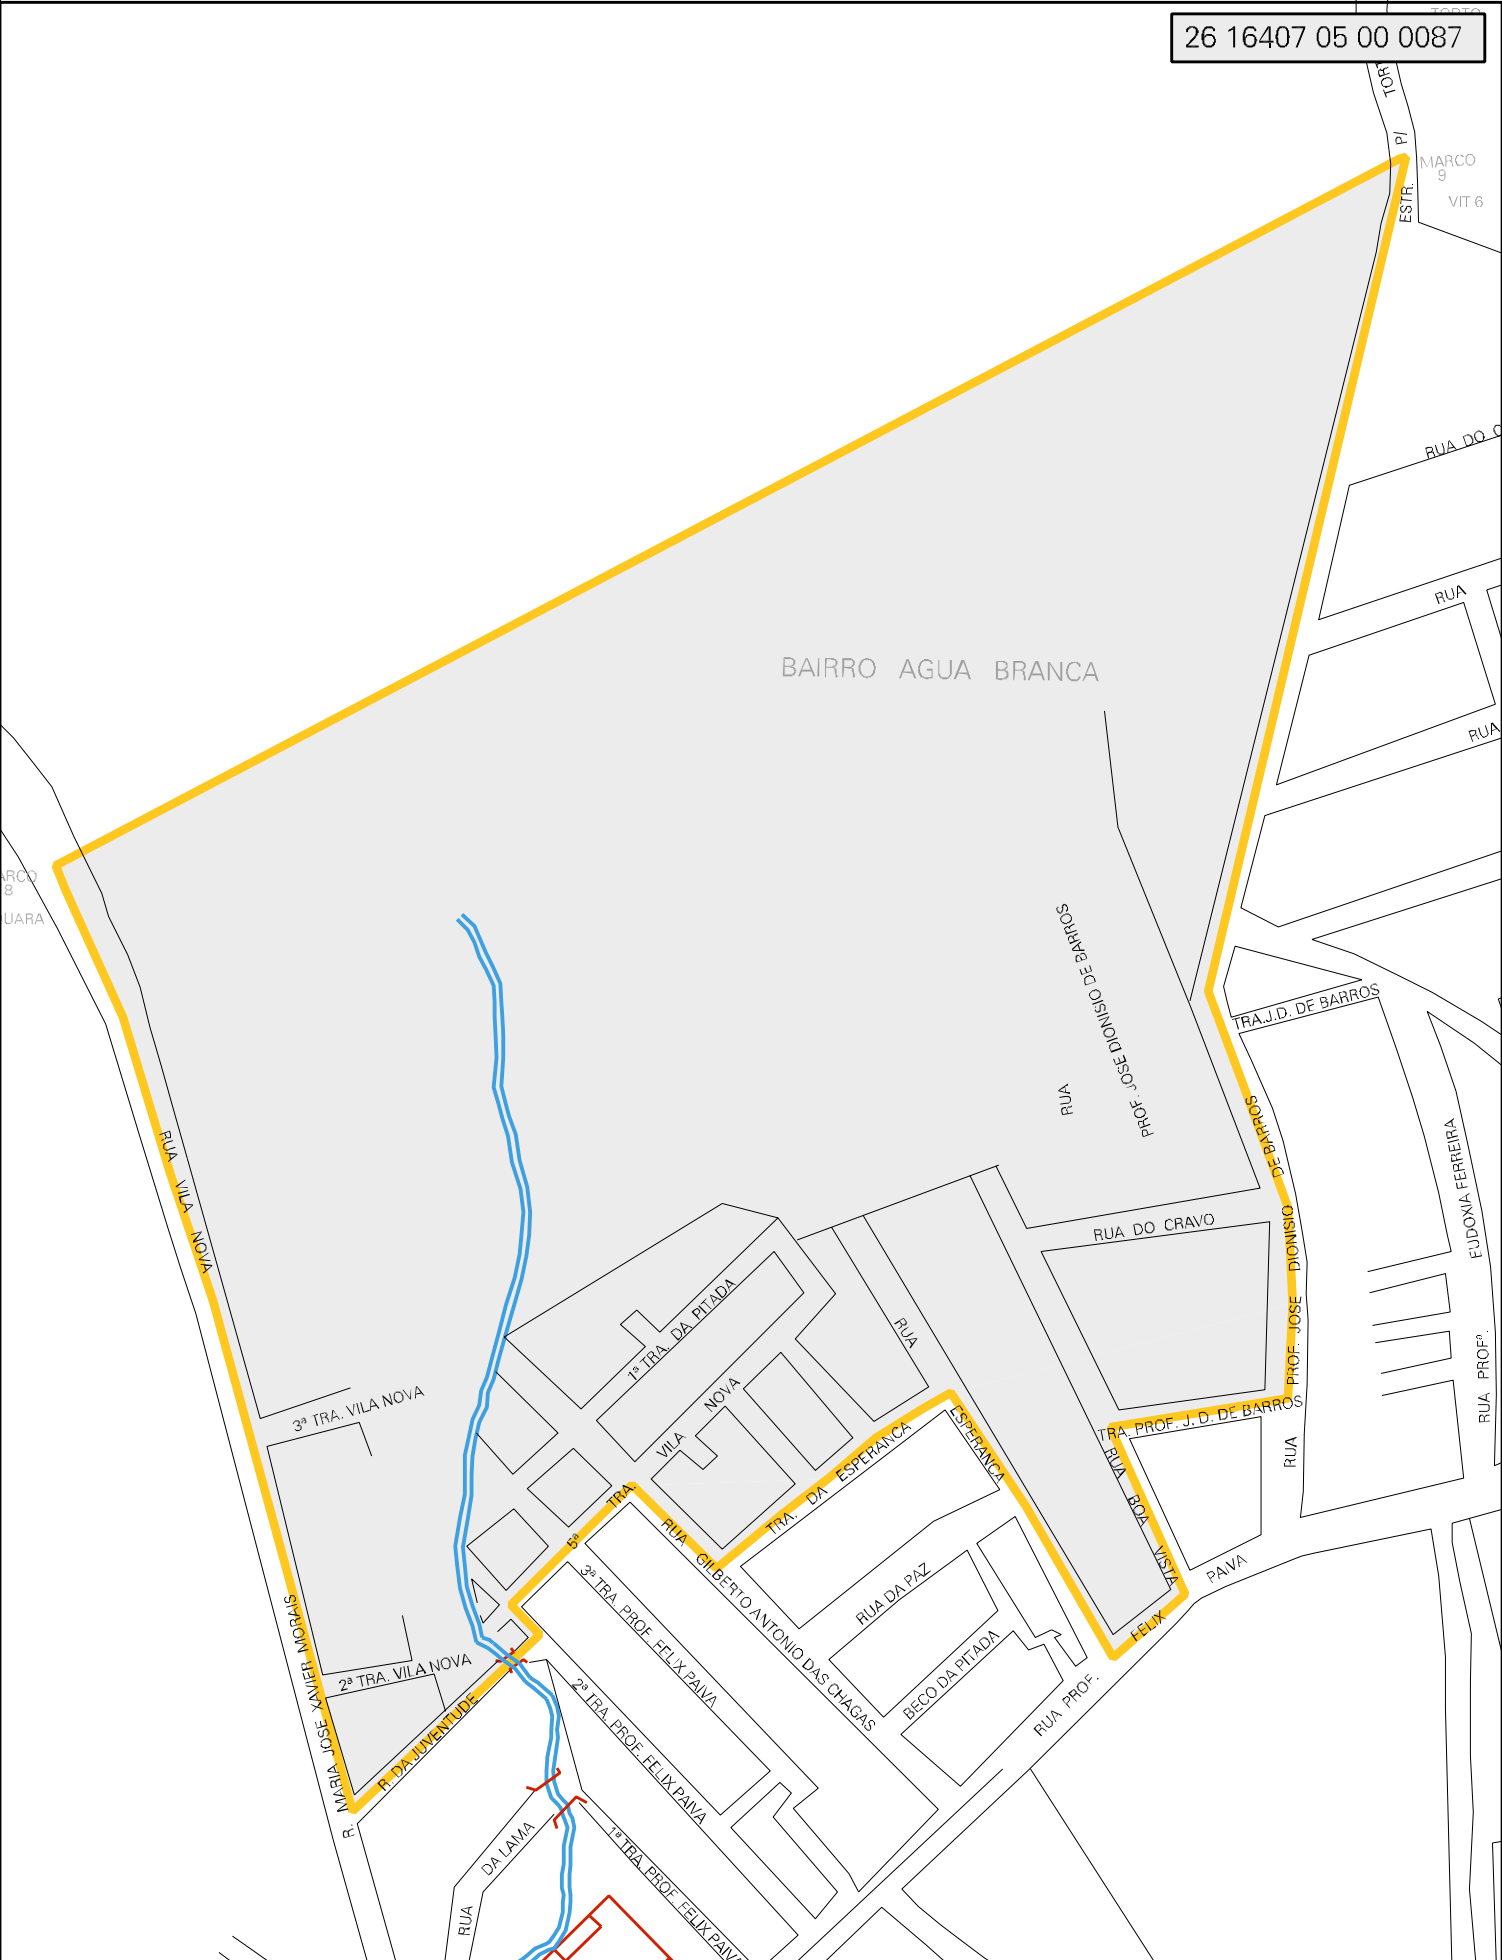 26 16407 05 00 0087
ESTR. P/
MARCO
9
VIT 6
RUA DO
RUA
BAIRRO AGUA BRANCA
RUA
8
RUA PROF. JOSE DIONISIO DE BARROS
TRA.J.D. DE BARROS
RUA VILA NOVA
RUA PROF. JOSE DIONISIO DE BARROS
EUDOXIA FERREIRA
RUA PROFª.
RUA DO CRAVO
1ª TRA. DA PITADA
RUA ESPERANCA
3ª TRA. VILA NOVA
VILA NOVA
TRA. PROF. J. D. DE BARROS
TRA. DA ESPERANCA
5ª TRA.
RUA BOA VISTA
RUA GILBERTO ANTONIO DAS CHAGAS
3ª TRA. PROF. FELIX PAIVA
RUA DA PAZ
BECO DA PITADA
RUA PROF. FELIX PAIVA
R. MARIA JOSE XAVIER MORAIS
2ª TRA. VILA NOVA
R. DA JUVENTUDE
2ª TRA. PROF. FELIX PAIVA
RUA DA LAMA
1ª TRA. PROF. FELIX PAIVA